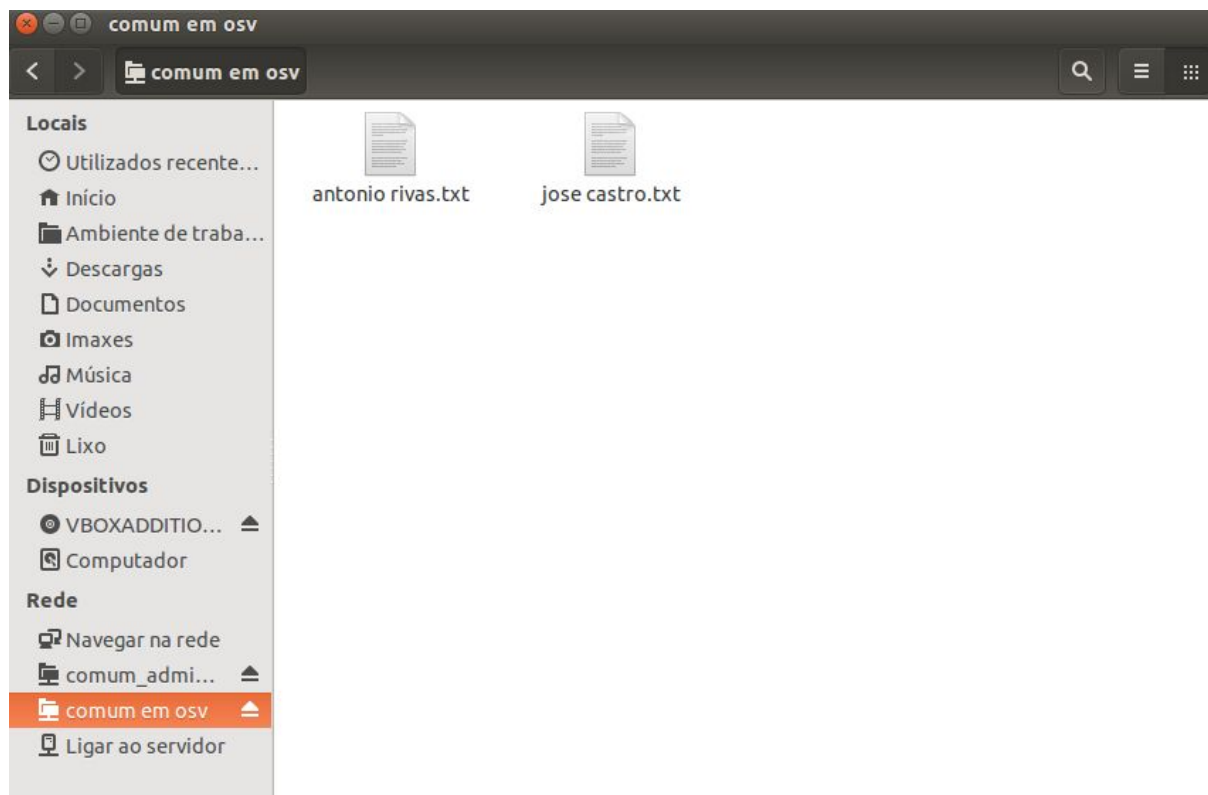 comum em osv
comum em osv
Locais
Utilizados recente...
Início
Ambiente de traba...
Descargas
Documentos
Imaxes
Música
Vídeos
Lixo
Dispositivos
VBOXADDITIO...
Computador
Rede
Navegar na rede
comum_admi...
comum em osv
Ligar ao servidor
antonio rivas.txt
jose castro.txt